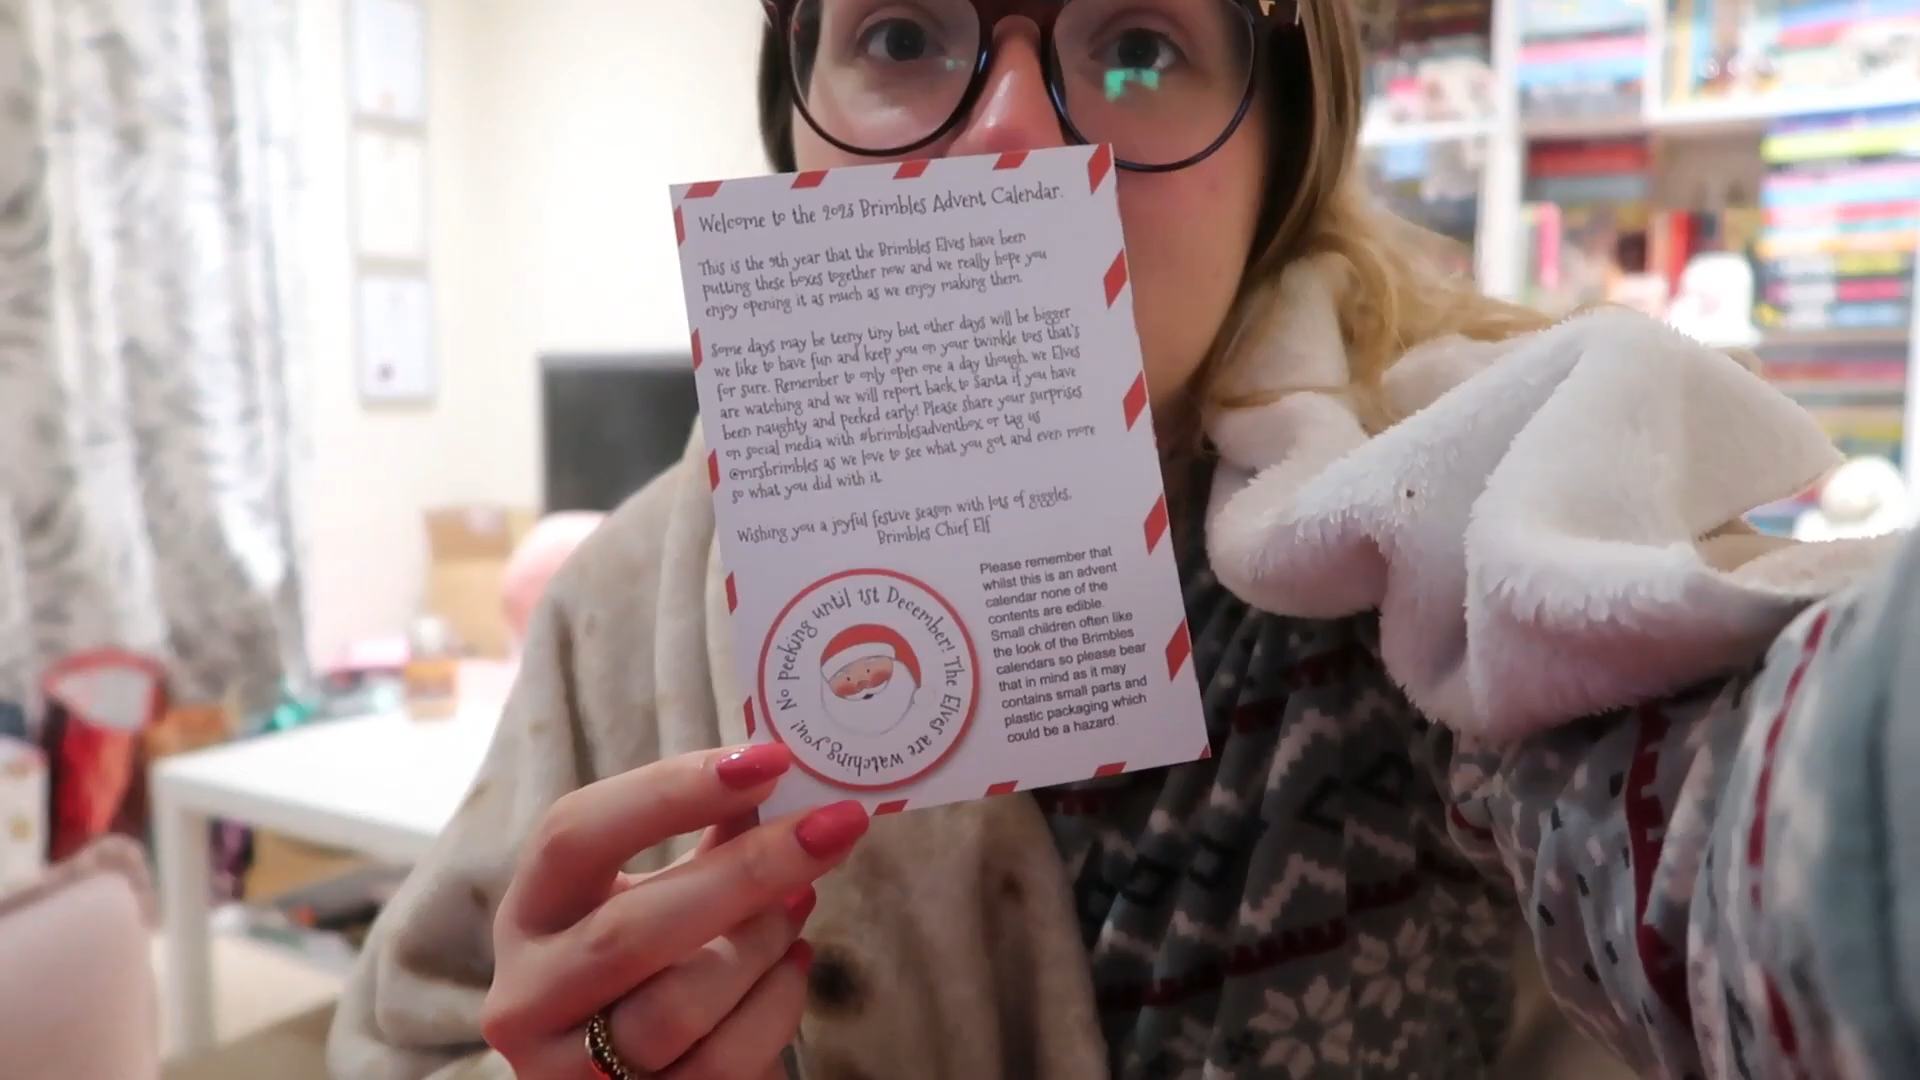 Welcome to the 2023 Brimbles Advent Calendar.
This is the 9th year that the Brimbles Elves have been
putting these boxes together now and we really hope you
enjoy opening it as much as we enjoy making them.
Some days may be teeny tiny but other days will be bigger
we like to have fun and keep you on your twinkle toes that's
for sure. Remember to only open one a day though, we Elves
are watching and we will report back to Santa if you have
been naughty and peeked early! Please share your surprises
on social media with #brimblesadventbox or tag us
@mrsbrimbles as we love to see what you got and even more
so what you did with it.
Wishing you a joyful festive season with lots of giggles,
Brimbles Chief Elf
No peeking until 1st December! The Elves are watching you!
Please remember that
whilst this is an advent
calendar none of the
contents are edible.
Small children often like
the look of the Brimbles
calendars so please bear
that in mind as it may
contains small parts and
plastic packaging which
could be a hazard.